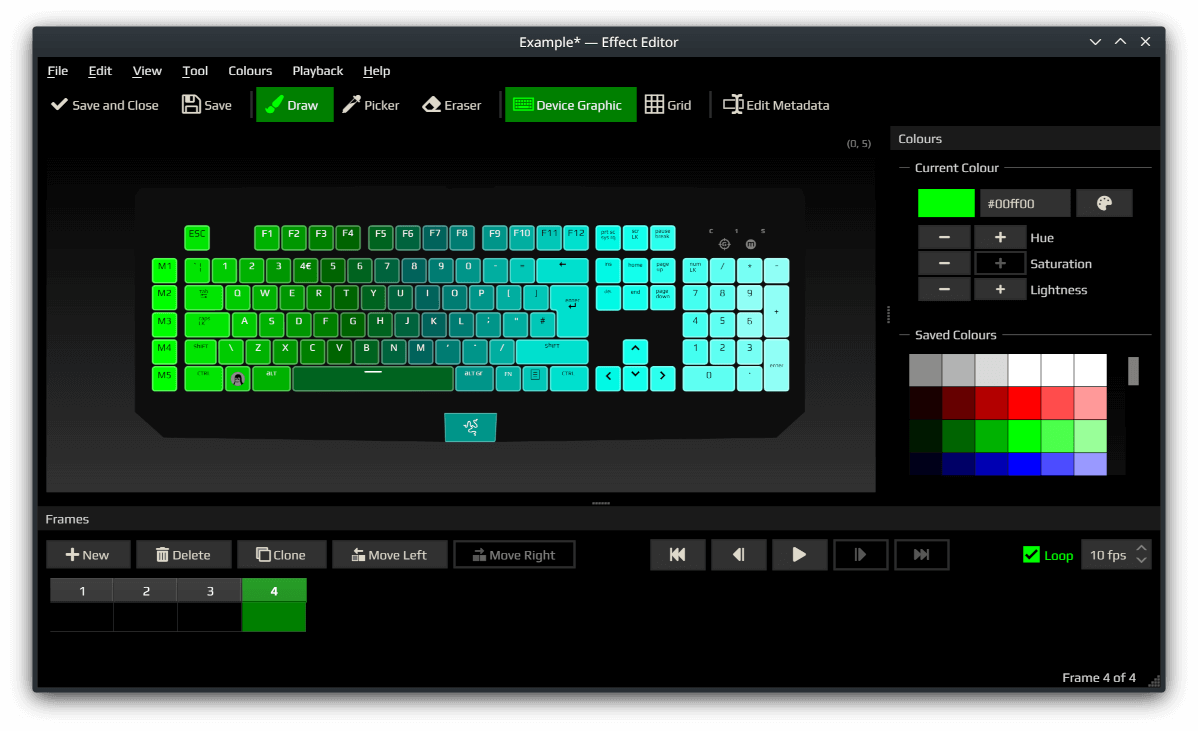 Example* — Effect Editor
File Edit View Tool Colours Playback Help
Save and Close Save Draw Picker Eraser Device Graphic Grid Edit Metadata
(0, 5)
Colours
Current Colour
#00ff00
Hue
Saturation
Lightness
Saved Colours
ESC F1 F2 F3 F4 F5 F6 F7 F8 F9 F10 F11 F12 prt sc sys rq scr LK pause break C 1 S
M1 1 2 3 4€ 5 6 7 8 9 0 - = ← ins home page up num LK / * -
M2 Q W E R T Y U I O P [ ] enter end page down 7 8 9 +
M3 A S D F G H J K L ; " # 4 5 6
M4 SHIFT \ Z X C V B N M / SHIFT 1 2 3 enter
M5 CTRL ALT ALT GR FN CTRL 0 .
Frames
New Delete Clone Move Left Move Right Loop 10 fps
1 2 3 4
Frame 4 of 4